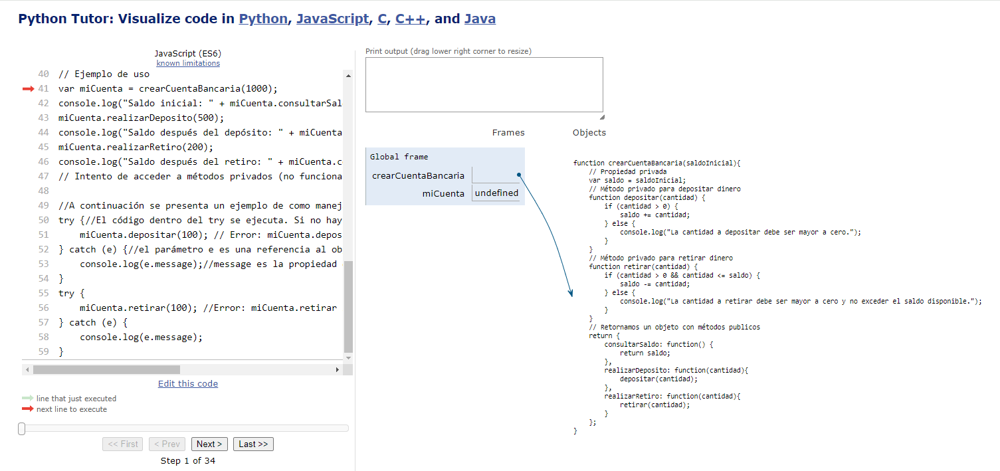 Python Tutor: Visualize code in Python, JavaScript, C, C++, and Java
JavaScript (ES6)
known limitations
40 // Ejemplo de uso
41 var miCuenta = crearCuentaBancaria(1000);
42 console.log("Saldo inicial: " + miCuenta.consultarSal
43 miCuenta.realizarDeposito(500);
44 console.log("Saldo después del depósito: " + miCuenta
45 miCuenta.realizarRetiro(200);
46 console.log("Saldo después del retiro: " + miCuenta.c
47 // Intento de acceder a métodos privados (no funciona
48
49 //A continuación se presenta un ejemplo de como manej
50 try {//El código dentro del try se ejecuta. Si no hay
51 miCuenta.depositar(100); // Error: miCuenta.depos
52 } catch (e) {//el parámetro e es una referencia al ob
53 console.log(e.message);//message es la propiedad
54 }
55 try {
56 miCuenta.retirar(100); //Error: miCuenta.retirar
57 } catch (e) {
58 console.log(e.message);
59 }
Edit this code
line that just executed
next line to execute
<< First
< Prev
Next >
Last >>
Step 1 of 34
Print output (drag lower right corner to resize)
Frames
Objects
Global frame
crearCuentaBancaria
miCuenta undefined
function crearCuentaBancaria(saldoInicial){
// Propiedad privada
var saldo = saldoInicial;
// Método privado para depositar dinero
function depositar(cantidad) {
if (cantidad > 0) {
saldo += cantidad;
} else {
console.log("La cantidad a depositar debe ser mayor a cero.");
}
}
// Método privado para retirar dinero
function retirar(cantidad) {
if (cantidad > 0 && cantidad <= saldo) {
saldo -= cantidad;
} else {
console.log("La cantidad a retirar debe ser mayor a cero y no exceder el saldo disponible.");
}
}
// Retornamos un objeto con métodos publicos
return {
consultarSaldo: function() {
return saldo;
},
realizarDeposito: function(cantidad){
depositar(cantidad);
},
realizarRetiro: function(cantidad){
retirar(cantidad);
}
};
}